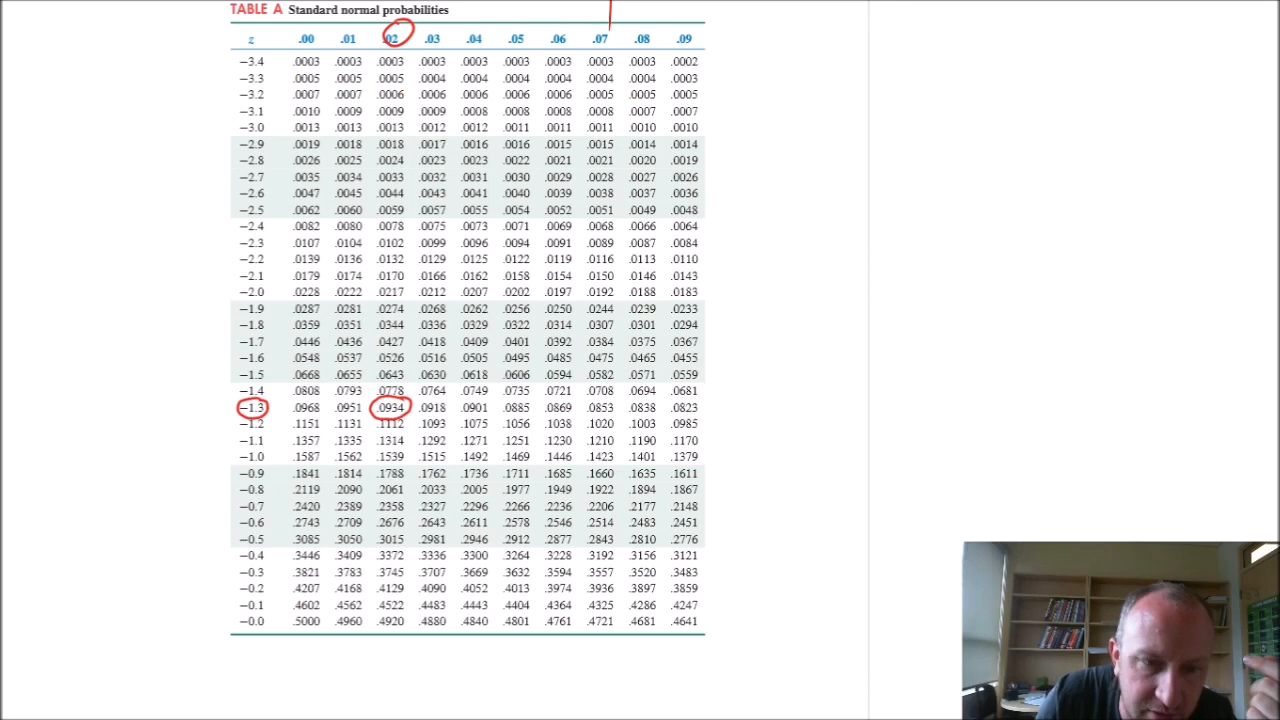 TABLE A Standard normal probabilities
z .00 .01 .02 .03 .04 .05 .06 .07 .08 .09
−3.4 .0003 .0003 .0003 .0003 .0003 .0003 .0003 .0003 .0003 .0002
−3.3 .0005 .0005 .0005 .0004 .0004 .0004 .0004 .0004 .0004 .0003
−3.2 .0007 .0007 .0006 .0006 .0006 .0006 .0006 .0005 .0005 .0005
−3.1 .0010 .0009 .0009 .0009 .0008 .0008 .0008 .0008 .0007 .0007
−3.0 .0013 .0013 .0013 .0012 .0012 .0011 .0011 .0011 .0010 .0010
−2.9 .0019 .0018 .0018 .0017 .0016 .0016 .0015 .0015 .0014 .0014
−2.8 .0026 .0025 .0024 .0023 .0023 .0022 .0021 .0021 .0020 .0019
−2.7 .0035 .0034 .0033 .0032 .0031 .0030 .0029 .0028 .0027 .0026
−2.6 .0047 .0045 .0044 .0043 .0041 .0040 .0039 .0038 .0037 .0036
−2.5 .0062 .0060 .0059 .0057 .0055 .0054 .0052 .0051 .0049 .0048
−2.4 .0082 .0080 .0078 .0075 .0073 .0071 .0069 .0068 .0066 .0064
−2.3 .0107 .0104 .0102 .0099 .0096 .0094 .0091 .0089 .0087 .0084
−2.2 .0139 .0136 .0132 .0129 .0125 .0122 .0119 .0116 .0113 .0110
−2.1 .0179 .0174 .0170 .0166 .0162 .0158 .0154 .0150 .0146 .0143
−2.0 .0228 .0222 .0217 .0212 .0207 .0202 .0197 .0192 .0188 .0183
−1.9 .0287 .0281 .0274 .0268 .0262 .0256 .0250 .0244 .0239 .0233
−1.8 .0359 .0351 .0344 .0336 .0329 .0322 .0314 .0307 .0301 .0294
−1.7 .0446 .0436 .0427 .0418 .0409 .0401 .0392 .0384 .0375 .0367
−1.6 .0548 .0537 .0526 .0516 .0505 .0495 .0485 .0475 .0465 .0455
−1.5 .0668 .0655 .0643 .0630 .0618 .0606 .0594 .0582 .0571 .0559
−1.4 .0808 .0793 .0778 .0764 .0749 .0735 .0721 .0708 .0694 .0681
−1.3 .0968 .0951 .0934 .0918 .0901 .0885 .0869 .0853 .0838 .0823
−1.2 .1151 .1131 .1112 .1093 .1075 .1056 .1038 .1020 .1003 .0985
−1.1 .1357 .1335 .1314 .1292 .1271 .1251 .1230 .1210 .1190 .1170
−1.0 .1587 .1562 .1539 .1515 .1492 .1469 .1446 .1423 .1401 .1379
−0.9 .1841 .1814 .1788 .1762 .1736 .1711 .1685 .1660 .1635 .1611
−0.8 .2119 .2090 .2061 .2033 .2005 .1977 .1949 .1922 .1894 .1867
−0.7 .2420 .2389 .2358 .2327 .2296 .2266 .2236 .2206 .2177 .2148
−0.6 .2743 .2709 .2676 .2643 .2611 .2578 .2546 .2514 .2483 .2451
−0.5 .3085 .3050 .3015 .2981 .2946 .2912 .2877 .2843 .2810 .2776
−0.4 .3446 .3409 .3372 .3336 .3300 .3264 .3228 .3192 .3156 .3121
−0.3 .3821 .3783 .3745 .3707 .3669 .3632 .3594 .3557 .3520 .3483
−0.2 .4207 .4168 .4129 .4090 .4052 .4013 .3974 .3936 .3897 .3859
−0.1 .4602 .4562 .4522 .4483 .4443 .4404 .4364 .4325 .4286 .4247
−0.0 .5000 .4960 .4920 .4880 .4840 .4801 .4761 .4721 .4681 .4641